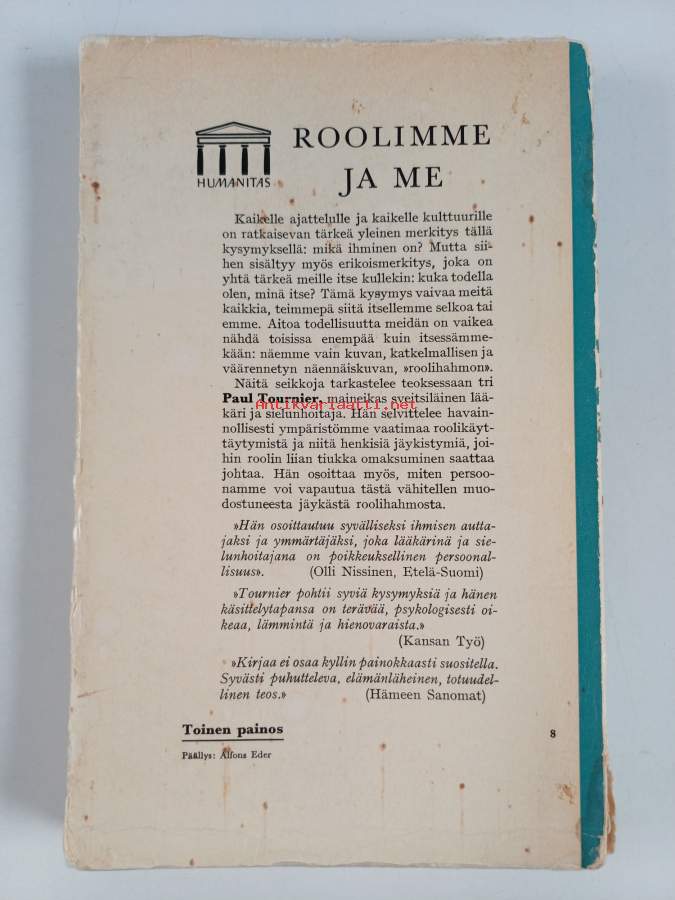 HUMANITAS
ROOLIMME
JA ME
Kaikelle ajattelulle ja kaikelle kulttuurille
on ratkaisevan tärkeä yleinen merkitys tällä
kysymyksellä: mikä ihminen on? Mutta sii-
hen sisältyy myös erikoismerkitys, joka on
yhtä tärkeä meille itse kullekin: kuka todella
olen, minä itse? Tämä kysymys vaivaa meitä
kaikkia, teimmepä siitä itsellemme selkoa tai
emme. Aitoa todellisuutta meidän on vaikea
nähdä toisissa enempää kuin itsessämme-
kään: näemme vain kuvan, katkelmallisen ja
väärennetyn näennäiskuvan, »roolihahmon».
Näitä seikkoja tarkastelee teoksessaan tri
Paul Tournier, maineikas sveitsiläinen lää-
Antikvariaatti.net
käri ja sielunhoitaja. Hän selvittelee havain-
nollisesti ympäristömme vaatimaa roolikäyt-
täytymistä ja niitä henkisiä jäykistymiä, joi-
hin roolin liian tiukka omaksuminen saattaa
johtaa. Hän osoittaa myös, miten persoo-
namme voi vapautua tästä vähitellen muo-
dostuneesta jäykästä roolihahmosta.
»Hän osoittautuu syvälliseksi ihmisen autta-
jaksi ja ymmärtäjäksi, joka lääkärinä ja sie-
lunhoitajana on poikkeuksellinen persoonal-
lisuus». (Olli Nissinen, Etelä-Suomi)
»Tournier pohtii syviä kysymyksiä ja hänen
käsittelytapansa on terävää, psykologisesti oi-
keaa, lämmintä ja hienovaraista.»
(Kansan Työ)
»Kirjaa ei osaa kyllin painokkaasti suositella.
Syvästi puhutteleva, elämänläheinen, totuudel-
linen teos.» (Hämeen Sanomat)
Toinen painos
8
Päällys: Alfons Eder